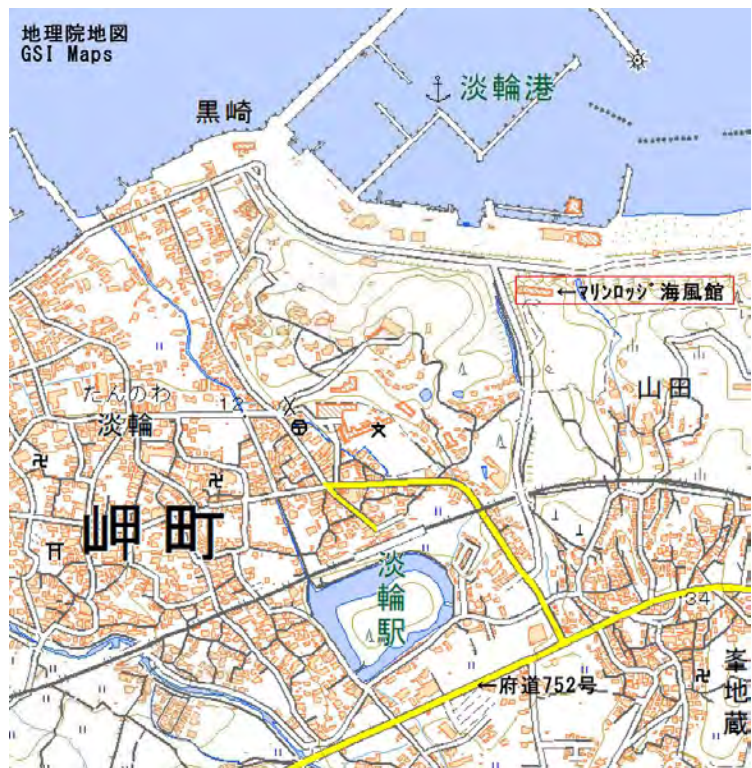 地理院地図
GSI Maps
淡輪港
黒崎
←マリンロッジ海風館
山田
たんのわ
12
淡輪
岬町
淡輪駅
34
←府道752号
峯地蔵